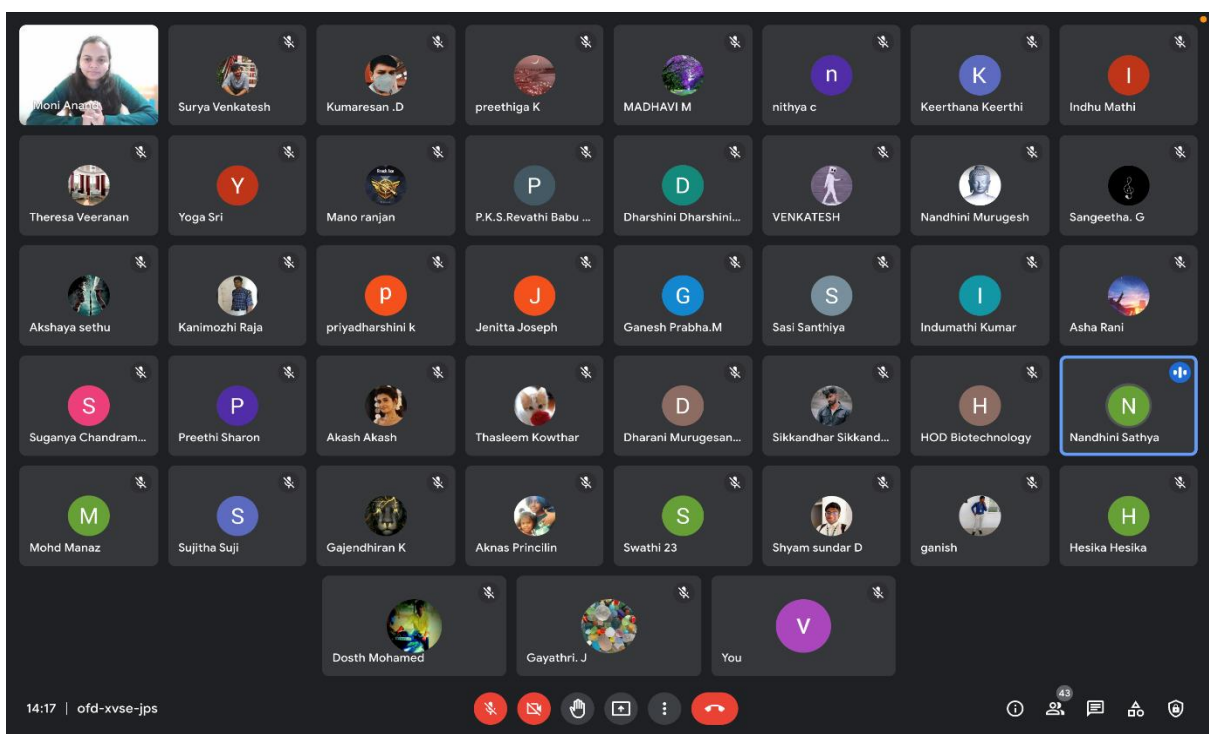 Moni Anand
Surya Venkatesh
Kumaresan .D
preethiga K
MADHAVI M
n
nithya c
K
Keerthana Keerthi
I
Indhu Mathi
Theresa Veeranan
Y
Yoga Sri
Mano ranjan
P
P.K.S.Revathi Babu ...
D
Dharshini Dharshini...
VENKATESH
Nandhini Murugesh
Sangeetha. G
Akshaya sethu
Kanimozhi Raja
p
priyadharshini k
J
Jenitta Joseph
G
Ganesh Prabha.M
S
Sasi Santhiya
I
Indumathi Kumar
Asha Rani
S
Suganya Chandram...
P
Preethi Sharon
Akash Akash
Thasleem Kowthar
D
Dharani Murugesan...
Sikkandhar Sikkand...
H
HOD Biotechnology
N
Nandhini Sathya
M
Mohd Manaz
S
Sujitha Suji
Gajendhiran K
Aknas Princilin
S
Swathi 23
Shyam sundar D
ganish
H
Hesika Hesika
Dosth Mohamed
Gayathri. J
V
You
14:17 | ofd-xvse-jps
43